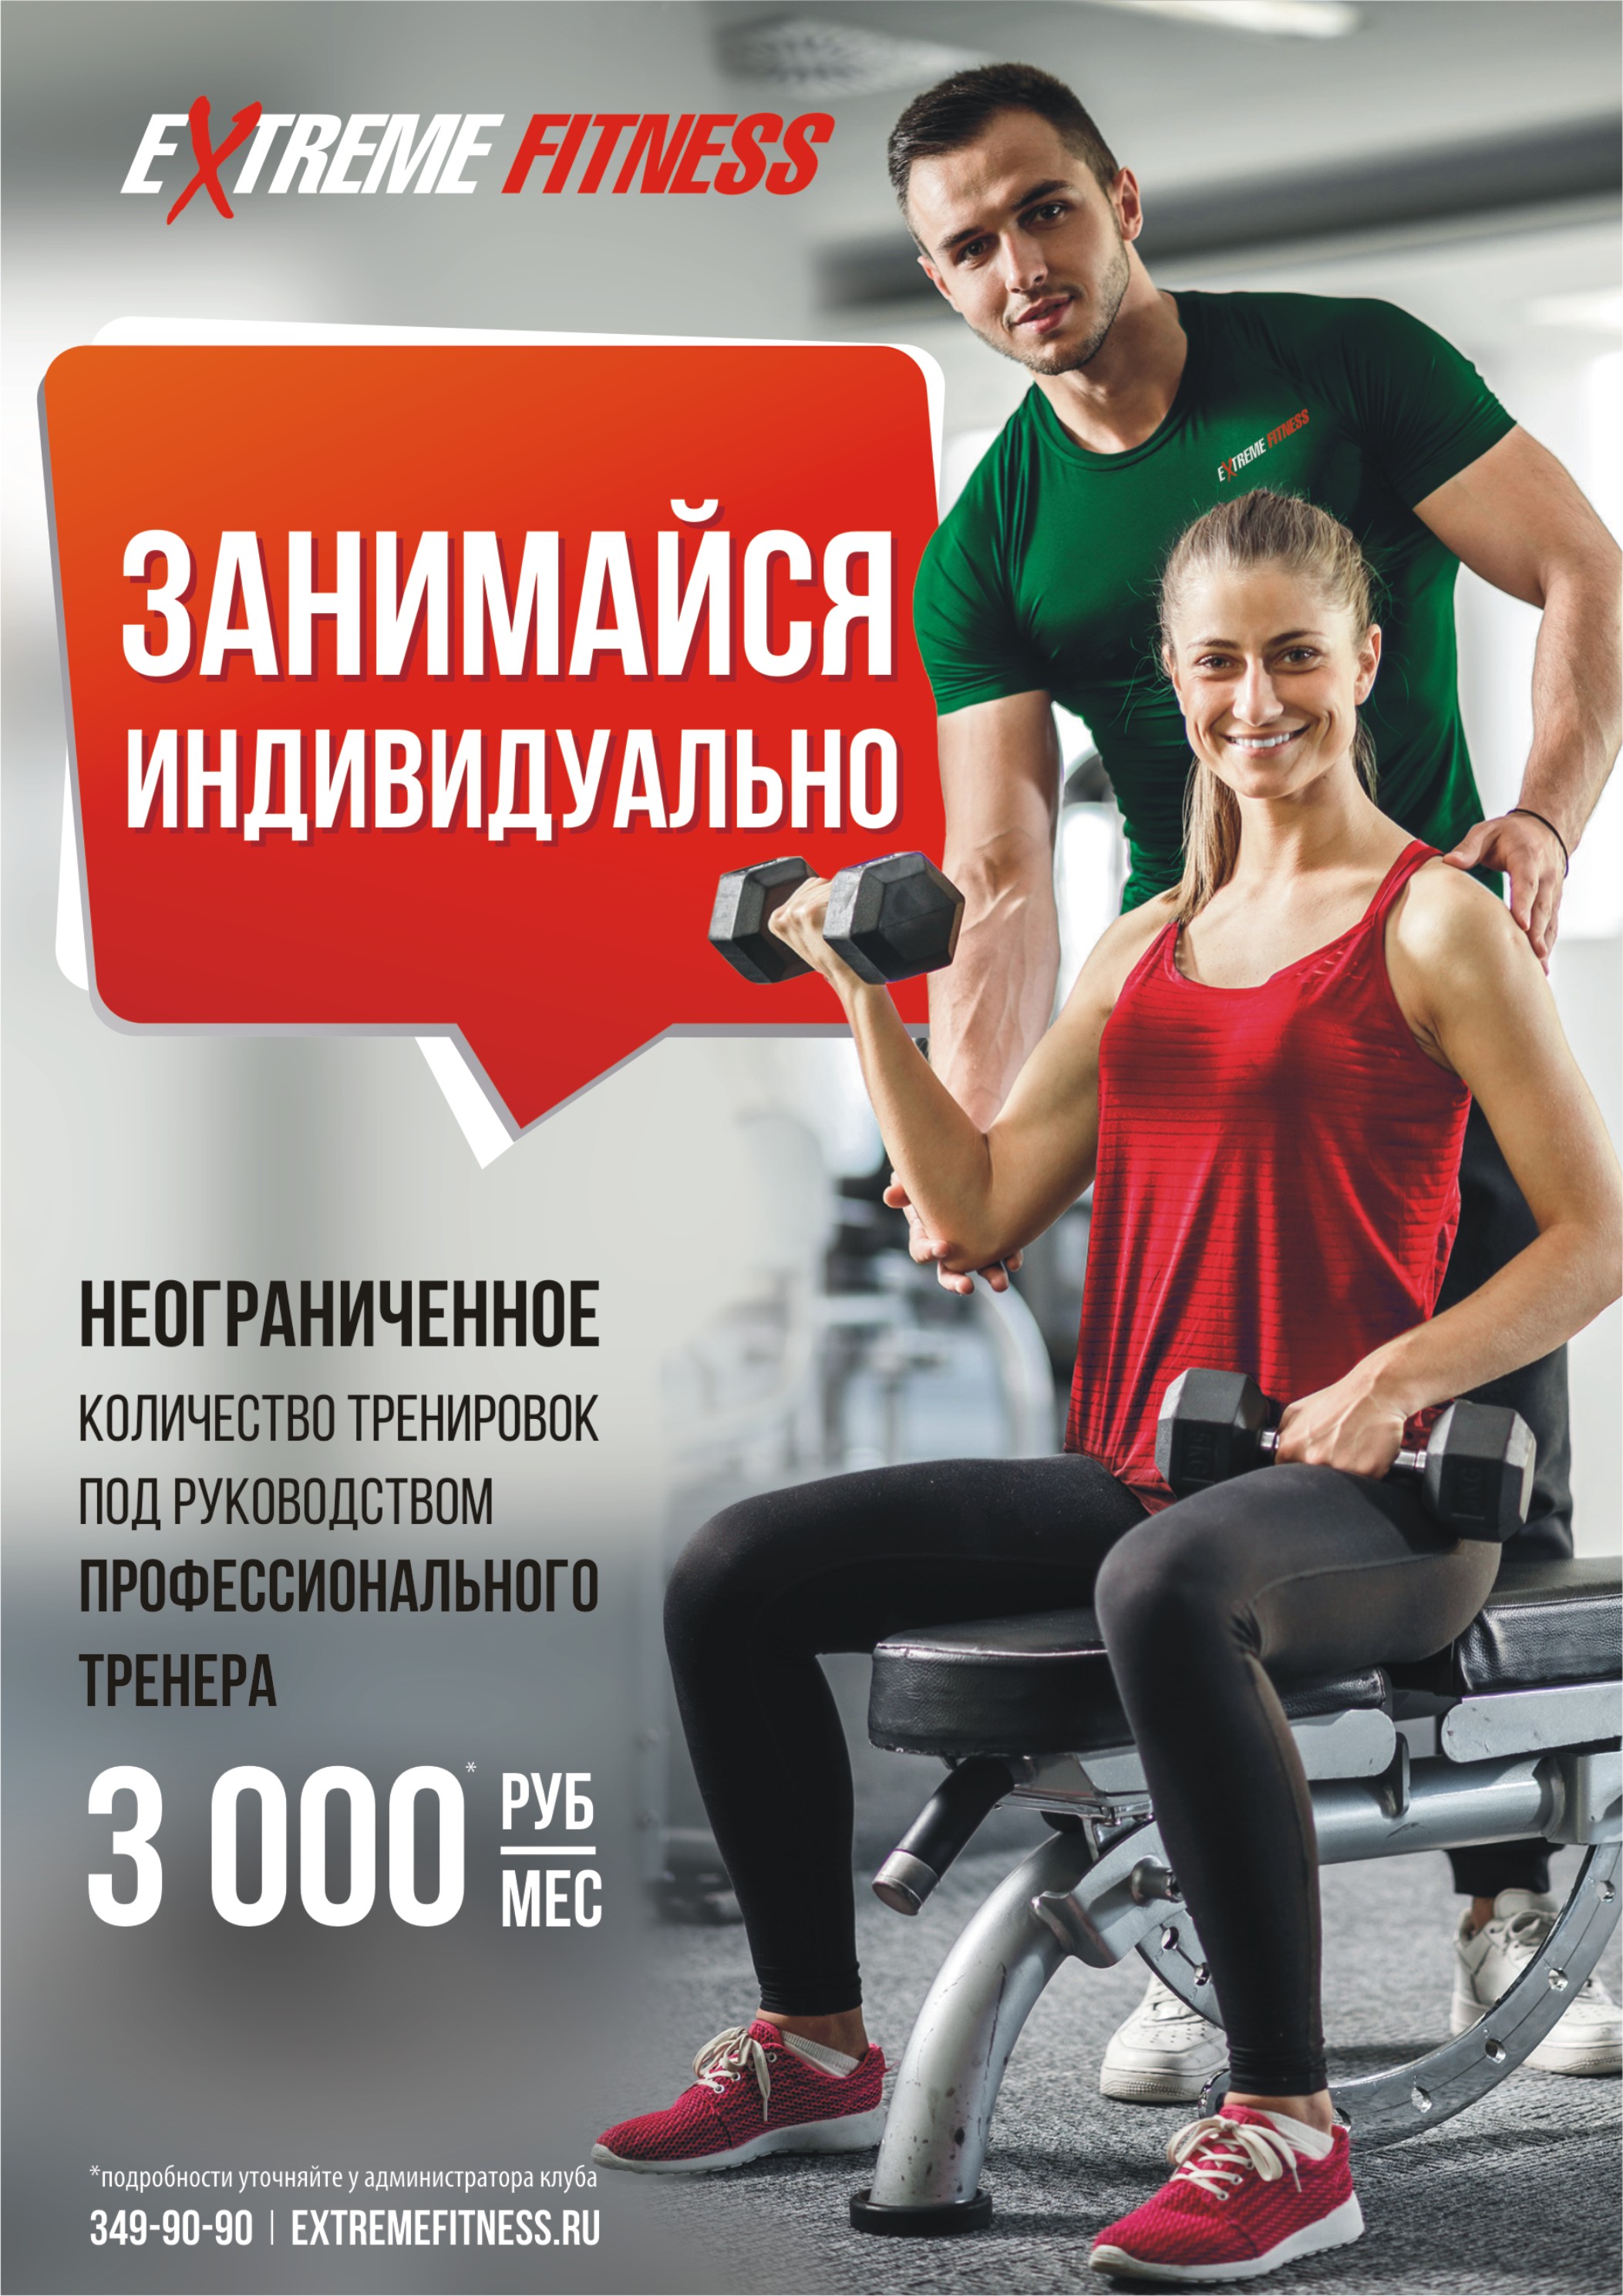 EXTREME FITNESS
EXTREME FITNESS
ЗАНИМАЙСЯ
ИНДИВИДУАЛЬНО
НЕОГРАНИЧЕННОЕ
КОЛИЧЕСТВО ТРЕНИРОВОК
ПОД РУКОВОДСТВОМ
ПРОФЕССИОНАЛЬНОГО
ТРЕНЕРА
3 000* РУБ
МЕС
*подробности уточняйте у администратора клуба
349-90-90 | EXTREMEFITNESS.RU